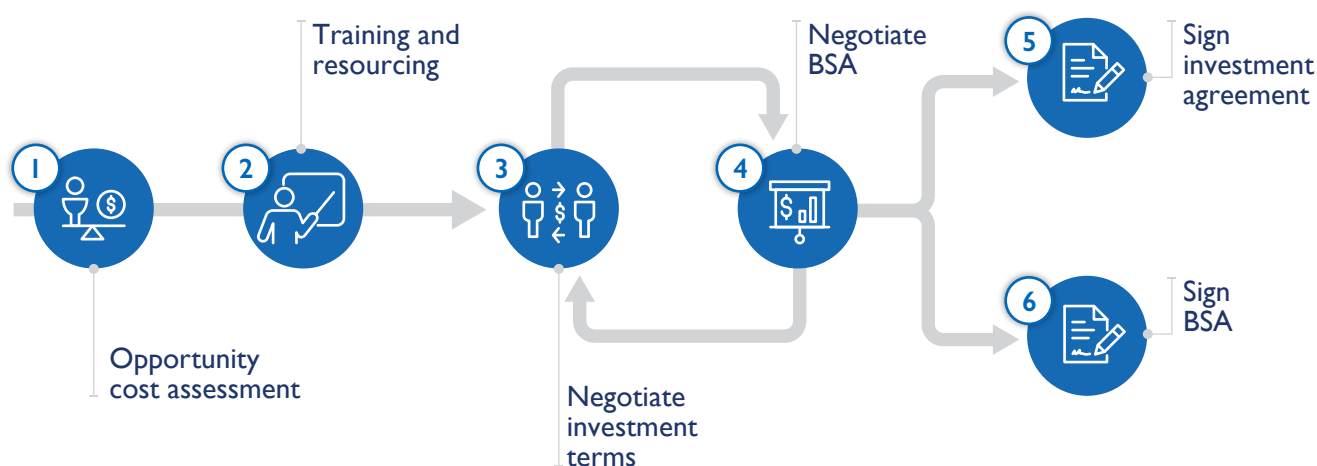 1
Opportunity
cost assessment
2
Training and
resourcing
3
$
Negotiate
investment
terms
4
$
Negotiate
BSA
5
Sign
investment
agreement
6
Sign
BSA
$